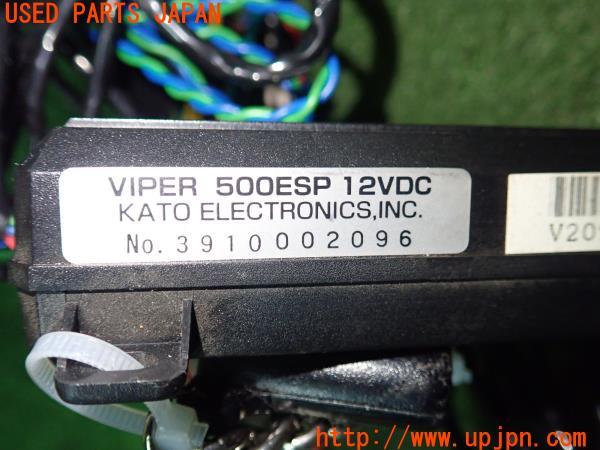 USED PARTS JAPAN
VIPER 500ESP 12VDC
KATO ELECTRONICS,INC.
No.3910002096
http://www.upjpn.com/